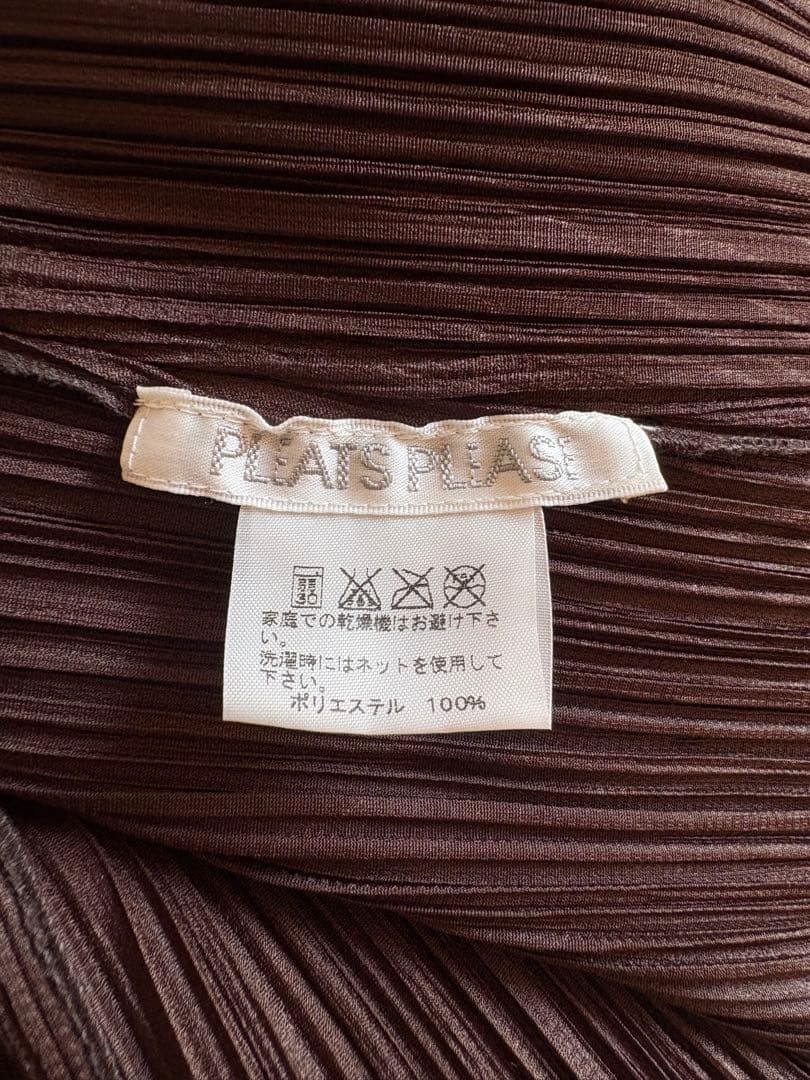 PLEATS PLEASE
30
家庭での乾燥機はお避け下さ
い。
洗濯時にはネットを使用して
下さい。
ポリエステル 100%